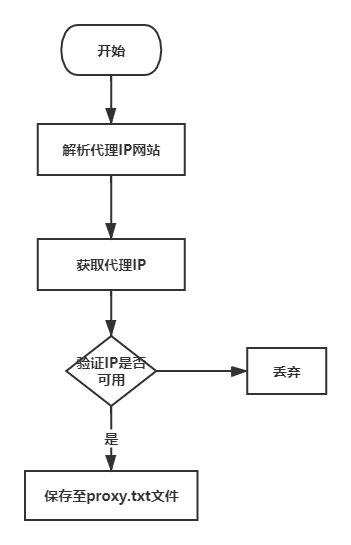 开始
解析代理IP网站
获取代理IP
验证IP是否
可用
丢弃
是
保存至proxy.txt文件